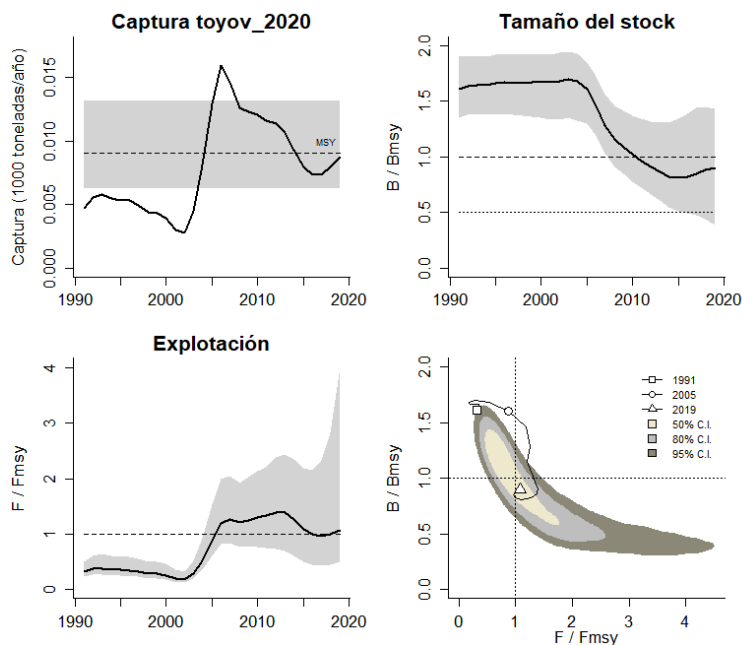 Captura toyov_2020
Captura (1000 toneladas/año)
0.000 0.005 0.010 0.015
MSY
1990 2000 2010 2020
Tamaño del stock
B / Bmsy
0.0 0.5 1.0 1.5 2.0
1990 2000 2010 2020
Explotación
F / Fmsy
0 1 2 3 4
1990 2000 2010 2020
B / Bmsy
0.0 0.5 1.0 1.5 2.0
1991
2005
2019
50% C.I.
80% C.I.
95% C.I.
0 1 2 3 4
F / Fmsy